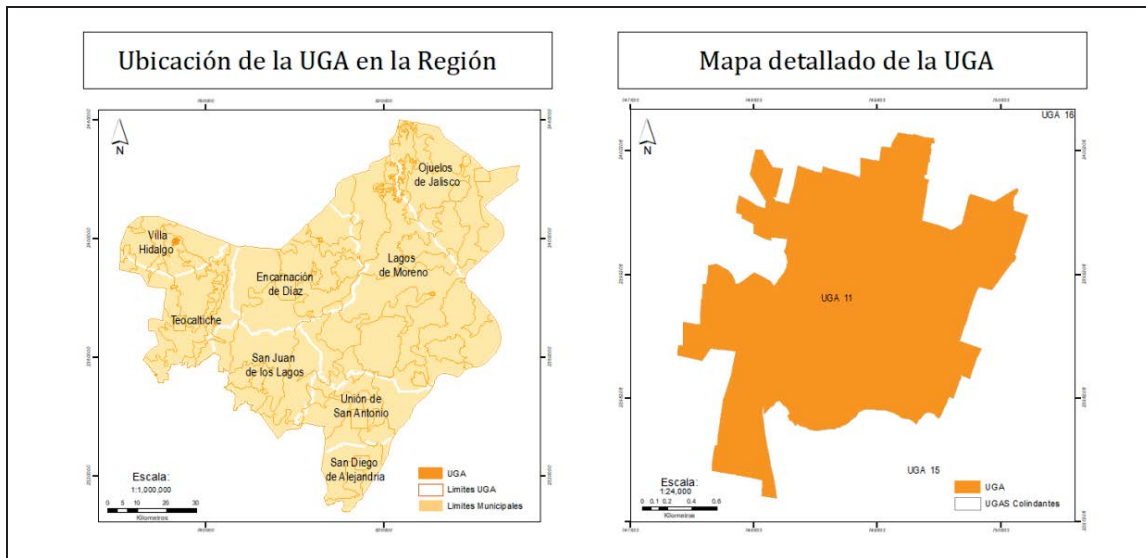 Ubicación de la UGA en la Región
N
Ojuelos
de Jalisco
Villa
Hidalgo
Lagos
de Moreno
Encarnación
de Díaz
Teocaltiche
San Juan
de los Lagos
Unión de
San Antonio
San Diego
de Alejandría
Escala:
1:1,000,000
0 5 10 20 30
Kilometros
UGA
Limites UGA
Limites Municipales
Mapa detallado de la UGA
UGA 16
N
UGA 11
UGA 15
Escala:
1:24,000
0 0.1 0.2 0.4 0.6
Kilometros
UGA
UGAS Colindantes